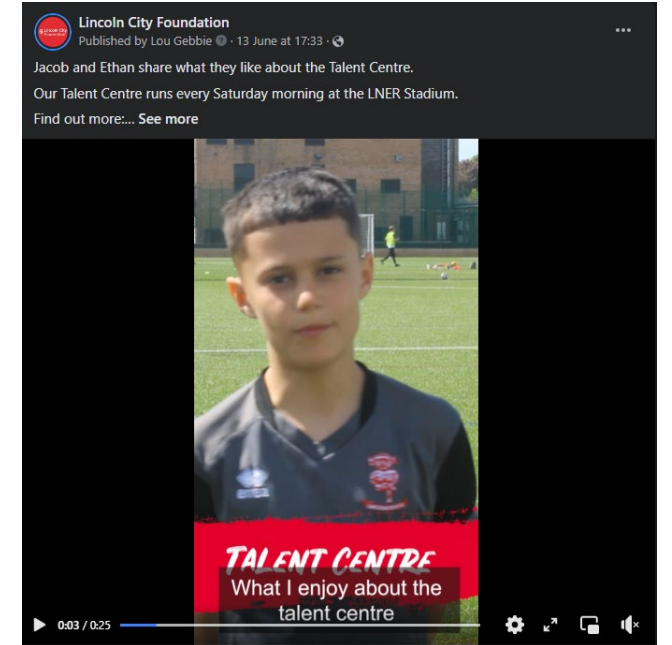 Lincoln City Foundation
Published by Lou Gebbie · 13 June at 17:33 ·
Jacob and Ethan share what they like about the Talent Centre.
Our Talent Centre runs every Saturday morning at the LNER Stadium.
Find out more:... See more
TALENT CENTRE
What I enjoy about the
talent centre
0:03 / 0:25